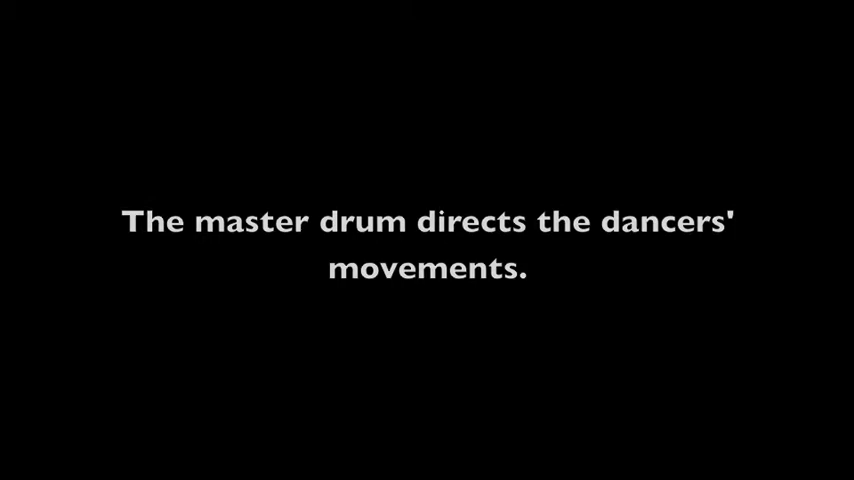 The master drum directs the dancers'
movements.